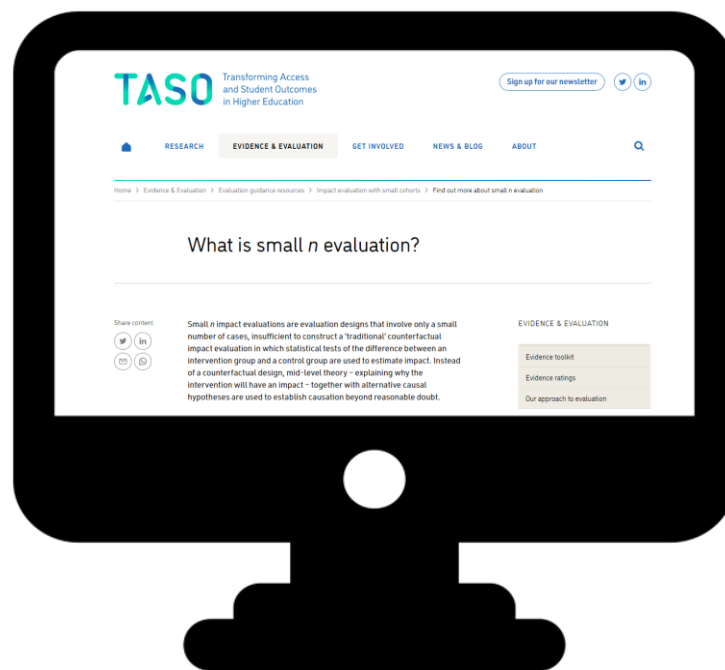 TASO
Transforming Access
and Student Outcomes
in Higher Education
Sign up for our newsletter
RESEARCH
EVIDENCE & EVALUATION
GET INVOLVED
NEWS & BLOG
ABOUT
Home > Evidence & Evaluation > Evaluation guidance resources > Impact evaluation with small cohorts > Find out more about small n evaluation
What is small n evaluation?
Share content
Small n impact evaluations are evaluation designs that involve only a small
number of cases, insufficient to construct a ‘traditional’ counterfactual
impact evaluation in which statistical tests of the difference between an
intervention group and a control group are used to estimate impact. Instead
of a counterfactual design, mid-level theory – explaining why the
intervention will have an impact – together with alternative causal
hypotheses are used to establish causation beyond reasonable doubt.
EVIDENCE & EVALUATION
Evidence toolkit
Evidence ratings
Our approach to evaluation